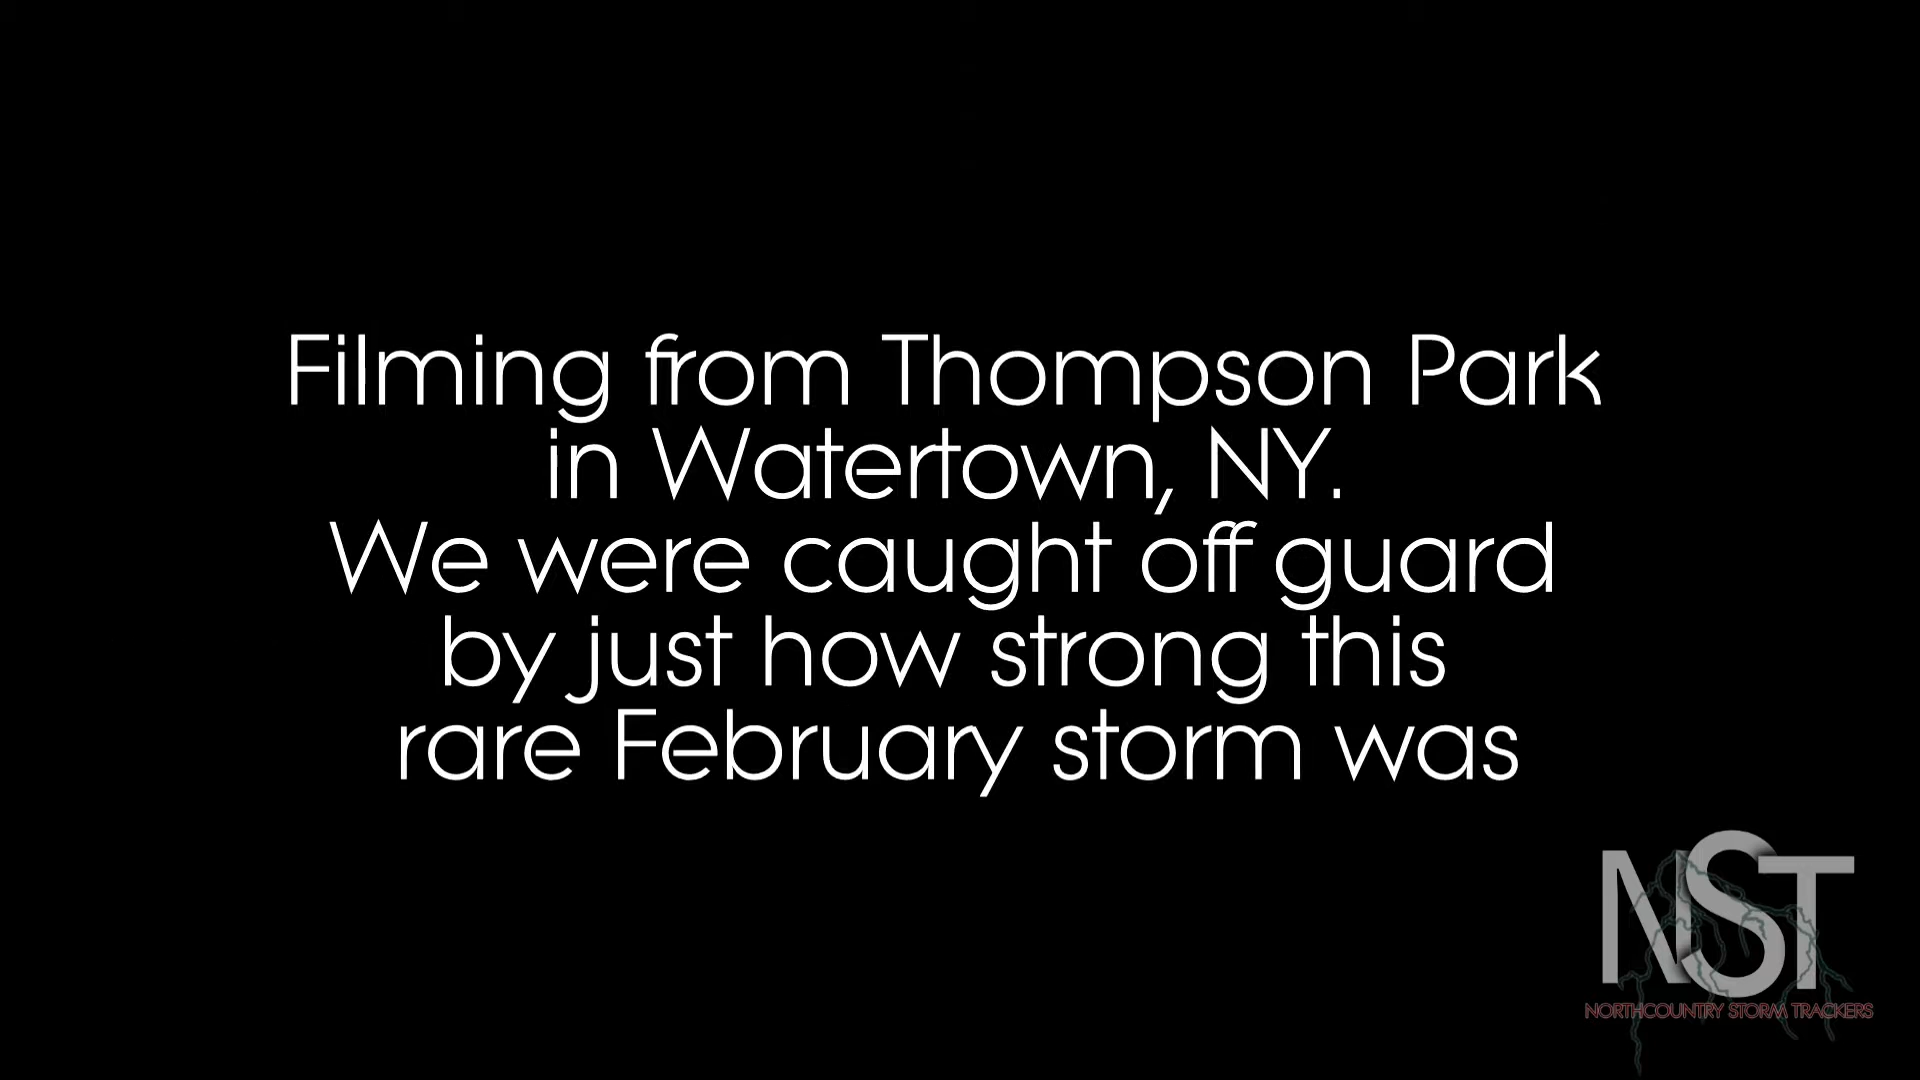 Filming from Thompson Park
in Watertown, NY.
We were caught off guard
by just how strong this
rare February storm was
NST
NORTHCOUNTRY STORM TRACKERS